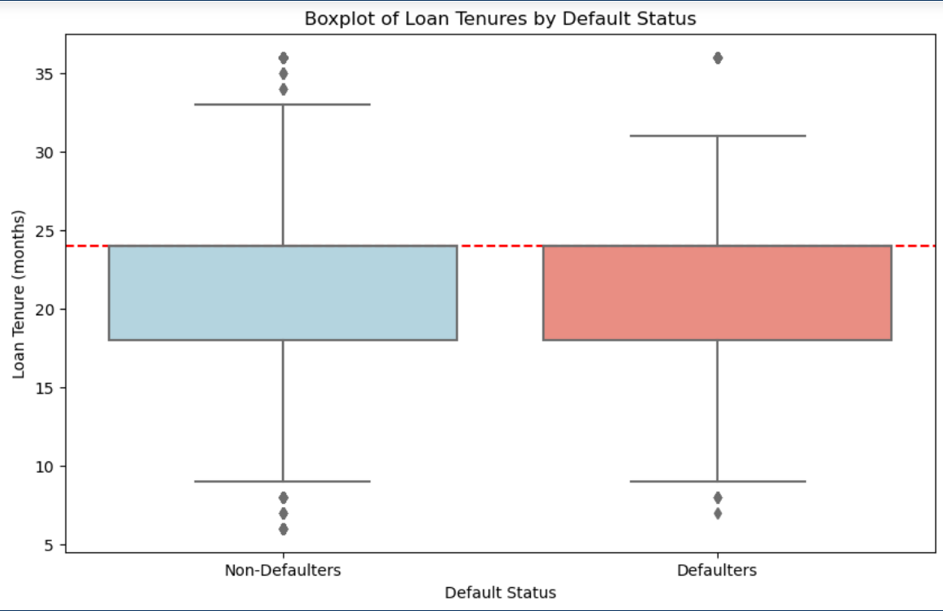 Boxplot of Loan Tenures by Default Status
Loan Tenure (months)
35
30
25
20
15
10
5
Non-Defaulters
Defaulters
Default Status